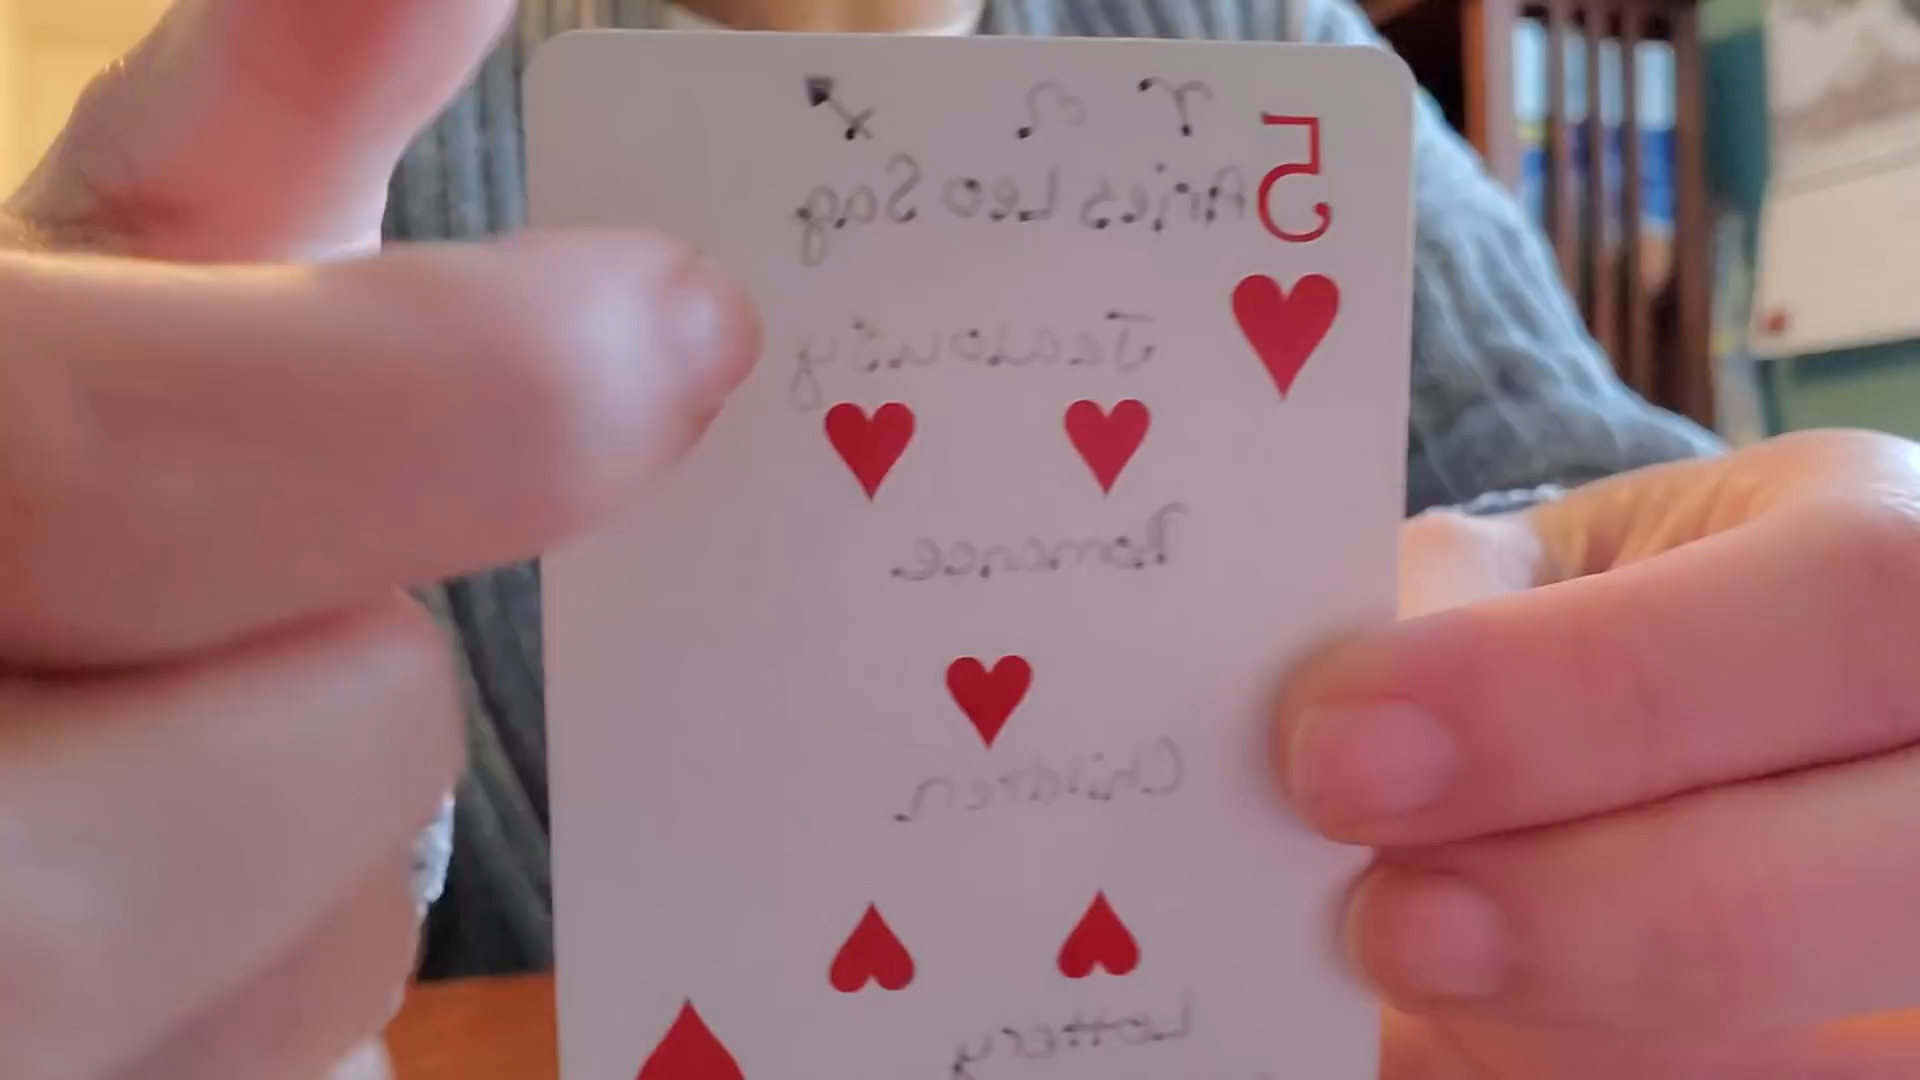 ♈ ♌ ♐
5
Aries Leo Sag
Jealousy
Romance
Children
Lottery